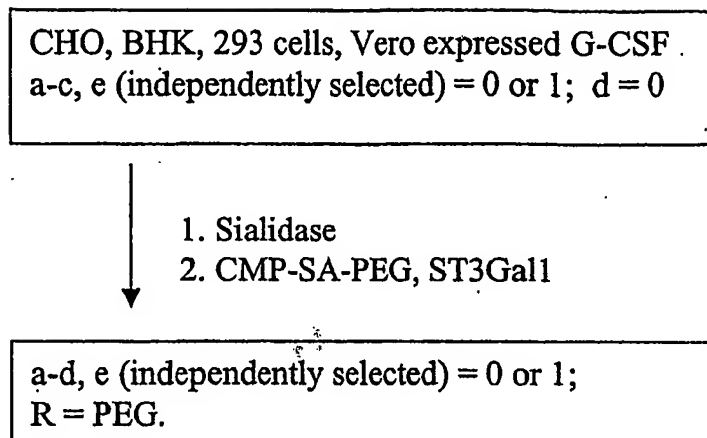 CHO, BHK, 293 cells, Vero expressed G-CSF
a-c, e (independently selected) = 0 or 1; d = 0
1. Sialidase
2. CMP-SA-PEG, ST3Gal1
a-d, e (independently selected) = 0 or 1;
R = PEG.